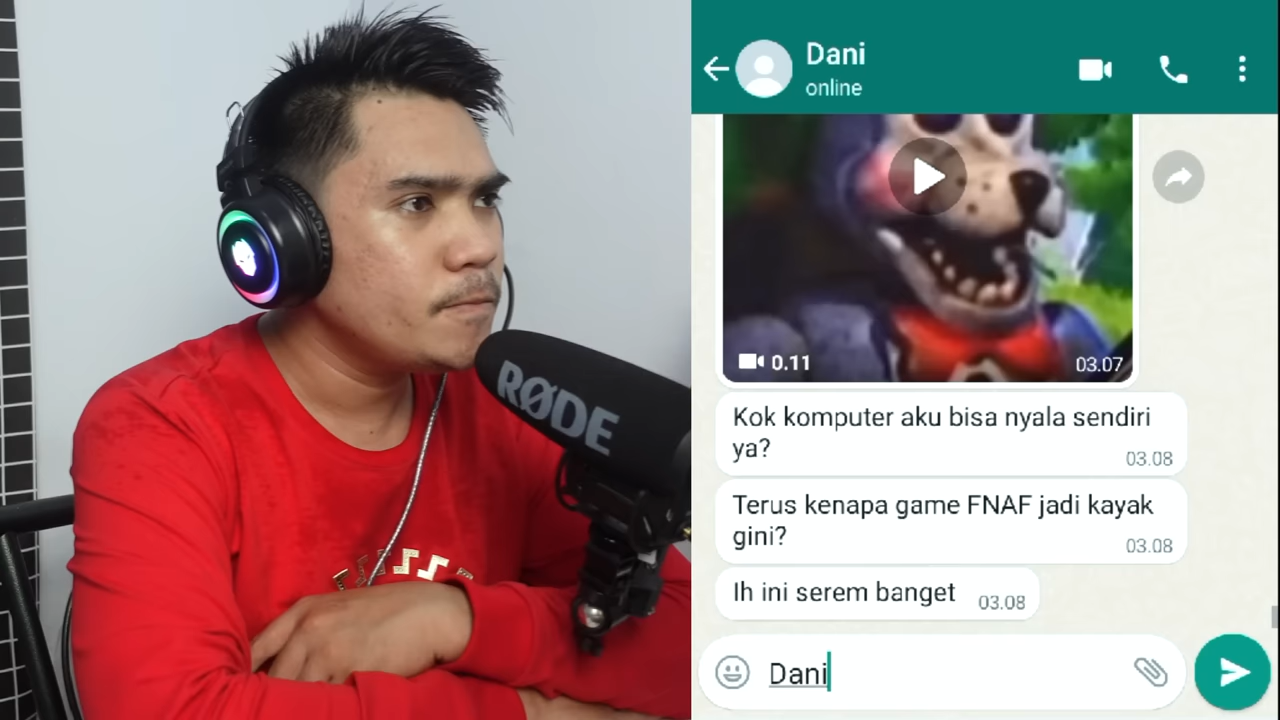 RØDE
Dani
online
0.11
03.07
Kok komputer aku bisa nyala sendiri
ya?
03.08
Terus kenapa game FNAF jadi kayak
gini?
03.08
Ih ini serem banget
03.08
Dani